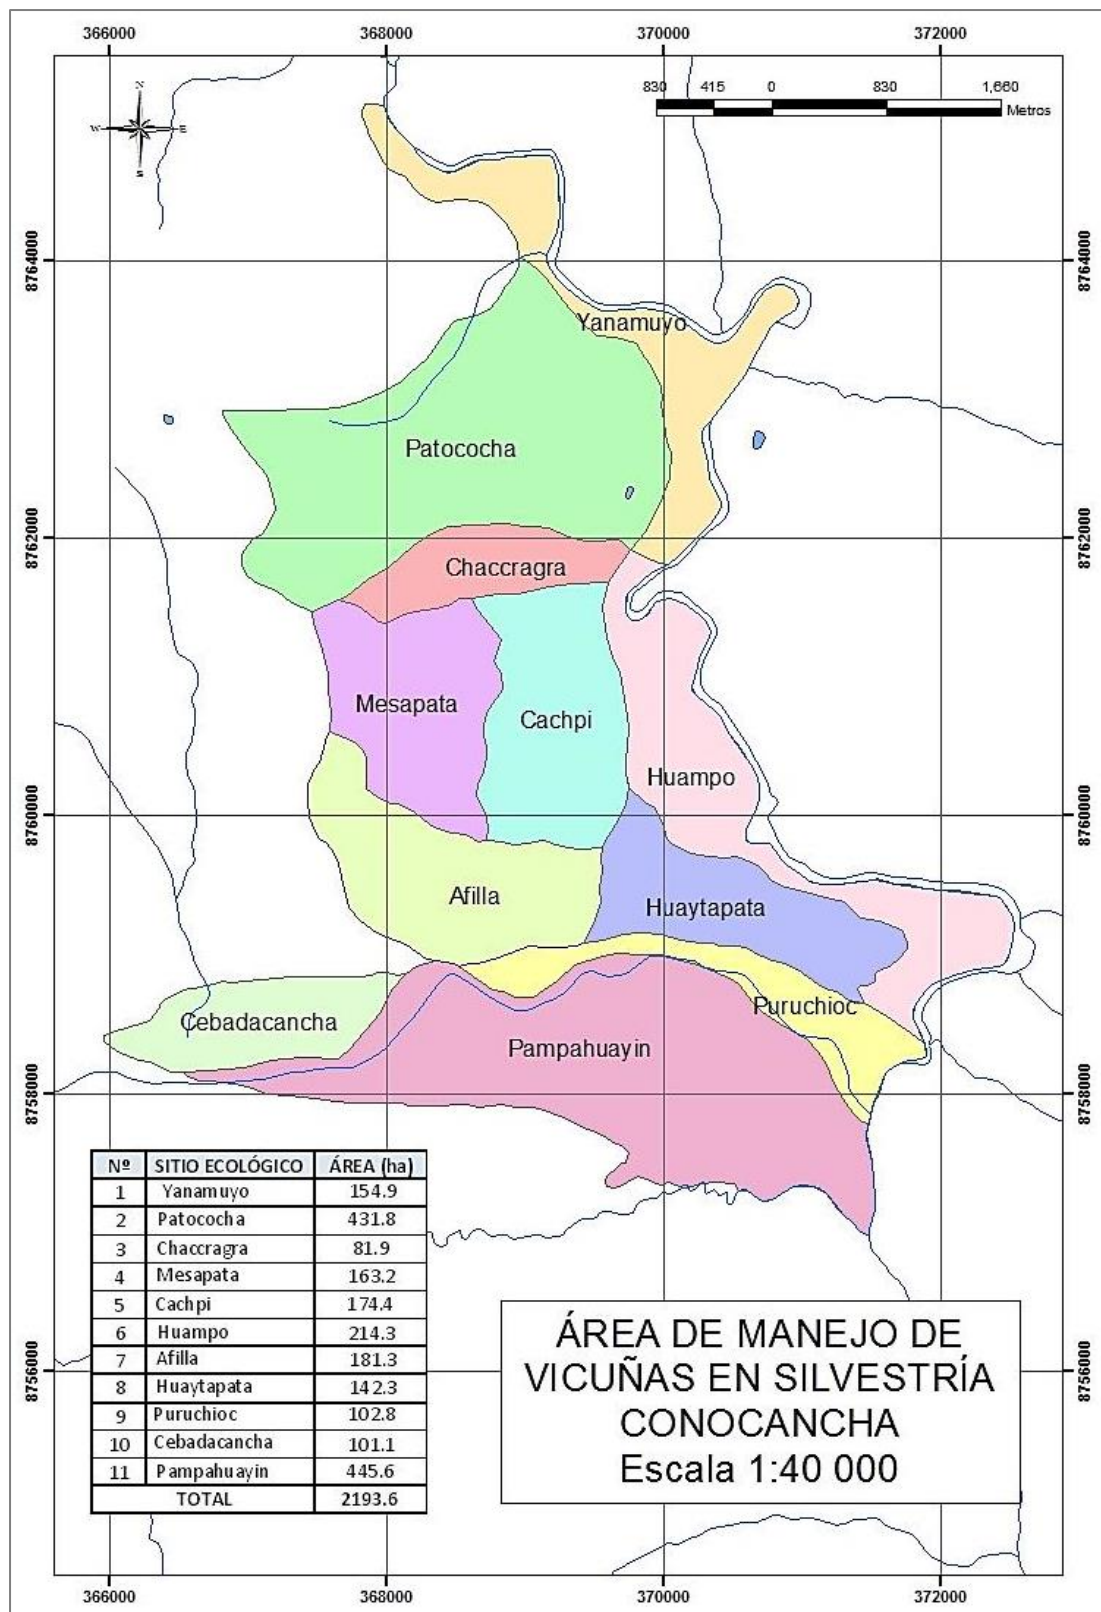 366000 368000 370000 372000
830 415 0 830 1,660
Metros
N
W E
S
8764000 8764000
Yanamuyo
Patococha
8762000 8762000
Chaccragra
Mesapata
Cachpi
Huampo
8760000 8760000
Afilla
Huaytapata
Puruchioc
Cebadacancha
Pampahuayin
8758000 8758000
Nº SITIO ECOLÓGICO ÁREA (ha)
1 Yanamuyo 154.9
2 Patococha 431.8
3 Chaccragra 81.9
4 Mesapata 163.2
5 Cachpi 174.4
6 Huampo 214.3
7 Afilla 181.3
8 Huaytapata 142.3
9 Puruchioc 102.8
10 Cebadacancha 101.1
11 Pampahuayin 445.6
TOTAL 2193.6
ÁREA DE MANEJO DE
VICUÑAS EN SILVESTRÍA
CONOCANCHA
Escala 1:40 000
8756000 8756000
366000 368000 370000 372000